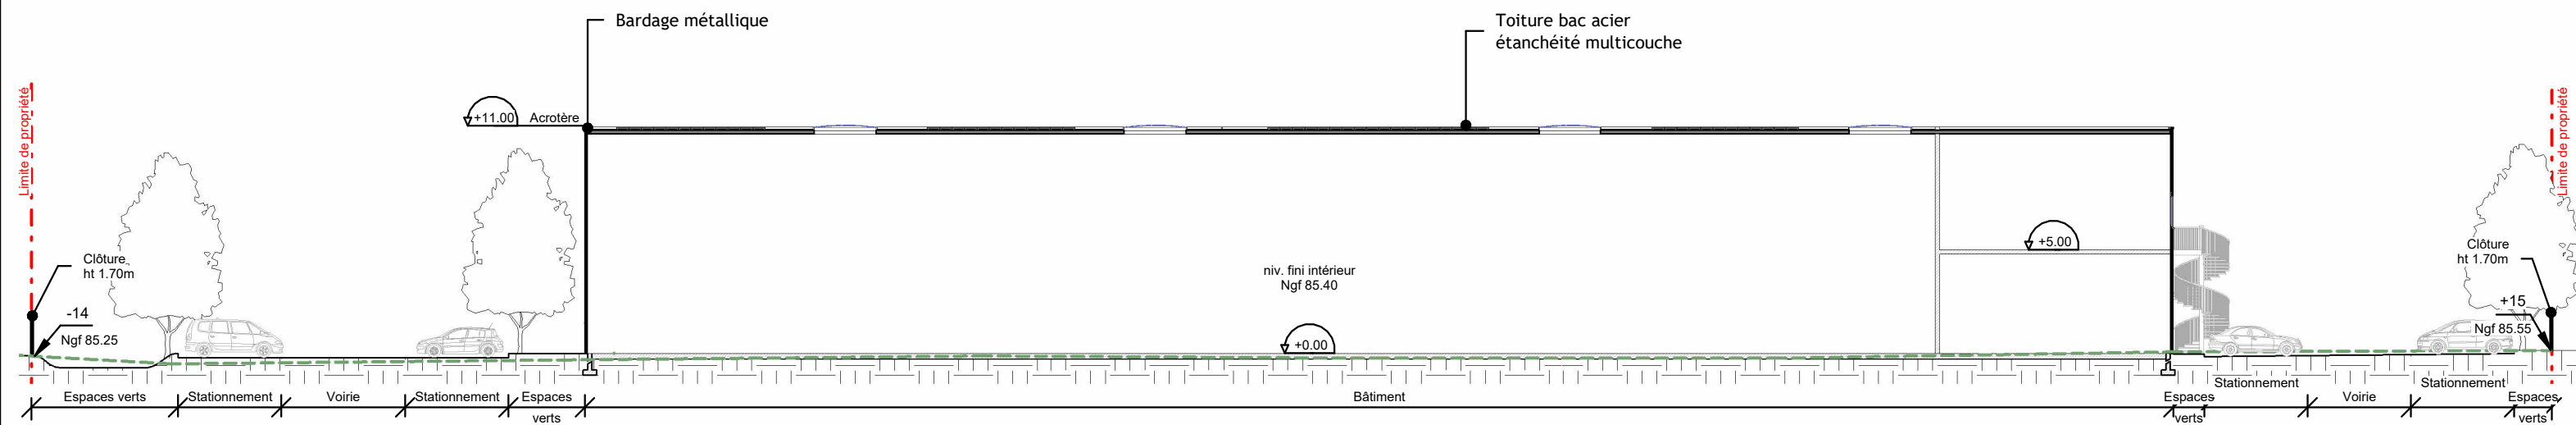 Bardage métallique
Toiture bac acier
étanchéité multicouche
Limite de propriété
Limite de propriété
+11.00
Acrotère
Clôture
ht 1.70m
-14
Ngf 85.25
niv. fini intérieur
Ngf 85.40
+0.00
+5.00
Clôture
ht 1.70m
+15
Ngf 85.55
Espaces verts
Stationnement
Voirie
Stationnement
Espaces
verts
Bâtiment
Espaces
verts
Stationnement
Voirie
Stationnement
Espaces
verts